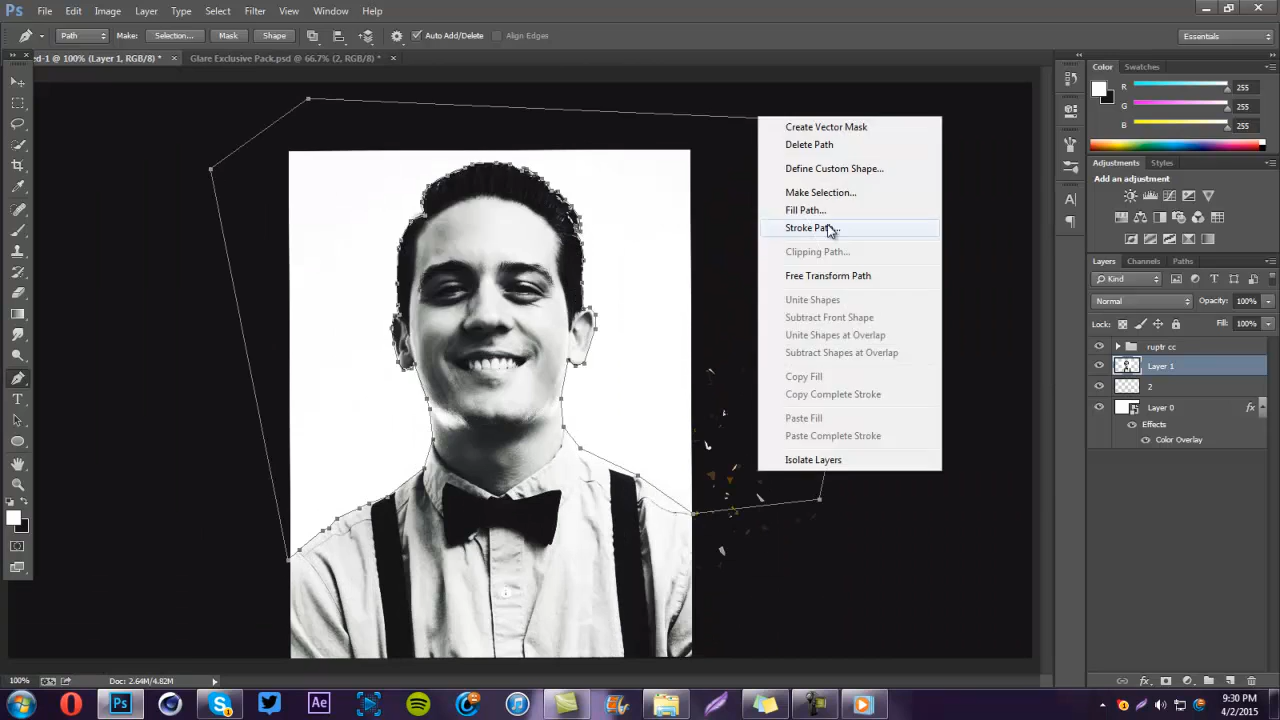 Ps File Edit Image Layer Type Select Filter View Window Help
Path Make: Selection... Mask Shape Auto Add/Delete Align Edges Essentials
ed-1 @ 100% (Layer 1, RGB/8) * × Glare Exclusive Pack.psd @ 66.7% (2, RGB/8) * ×
Color Swatches
R 255
G 255
B 255
Adjustments Styles
Add an adjustment
Layers Channels Paths
Kind
Normal Opacity: 100%
Lock: Fill: 100%
ruptr cc
Layer 1
2
Layer 0 fx
Effects
Color Overlay
Create Vector Mask
Delete Path
Define Custom Shape...
Make Selection...
Fill Path...
Stroke Path...
Clipping Path...
Free Transform Path
Unite Shapes
Subtract Front Shape
Unite Shapes at Overlap
Subtract Shapes at Overlap
Copy Fill
Copy Complete Stroke
Paste Fill
Paste Complete Stroke
Isolate Layers
100% Doc: 2.64M/4.82M
Ps Ae
9:30 PM
4/2/2015